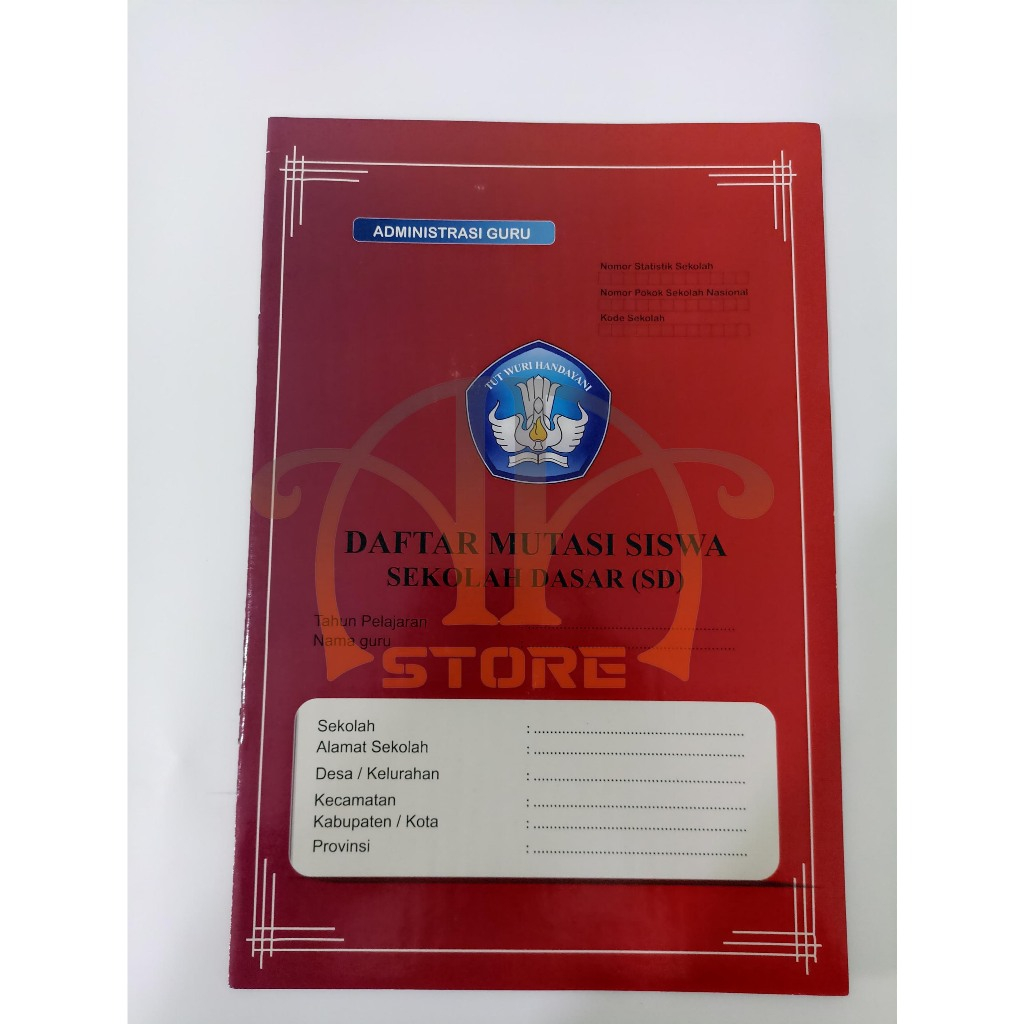 ADMINISTRASI GURU
Nomor Statistik Sekolah
Nomor Pokok Sekolah Nasional
Kode Sekolah
TUT WURI HANDAYANI
DAFTAR MUTASI SISWA
SEKOLAH DASAR (SD)
Tahun Pelajaran
Nama guru
STORE
Sekolah : ....................................................
Alamat Sekolah : ....................................................
Desa / Kelurahan : ....................................................
Kecamatan : ....................................................
Kabupaten / Kota : ....................................................
Provinsi : ....................................................